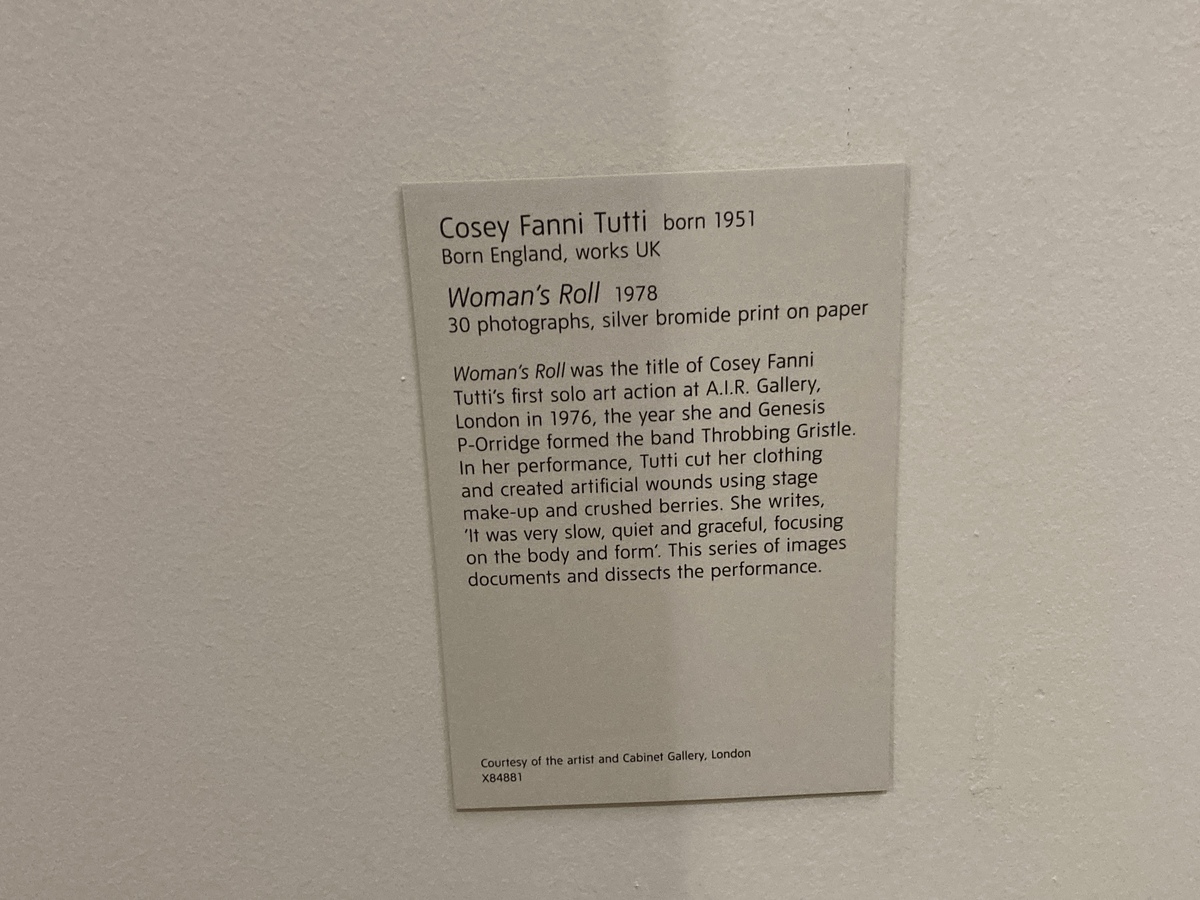 Cosey Fanni Tutti born 1951
Born England, works UK
Woman's Roll 1978
30 photographs, silver bromide print on paper
Woman's Roll was the title of Cosey Fanni
Tutti's first solo art action at A.I.R. Gallery,
London in 1976, the year she and Genesis
P-Orridge formed the band Throbbing Gristle.
In her performance, Tutti cut her clothing
and created artificial wounds using stage
make-up and crushed berries. She writes,
'It was very slow, quiet and graceful, focusing
on the body and form'. This series of images
documents and dissects the performance.
Courtesy of the artist and Cabinet Gallery, London
X84881